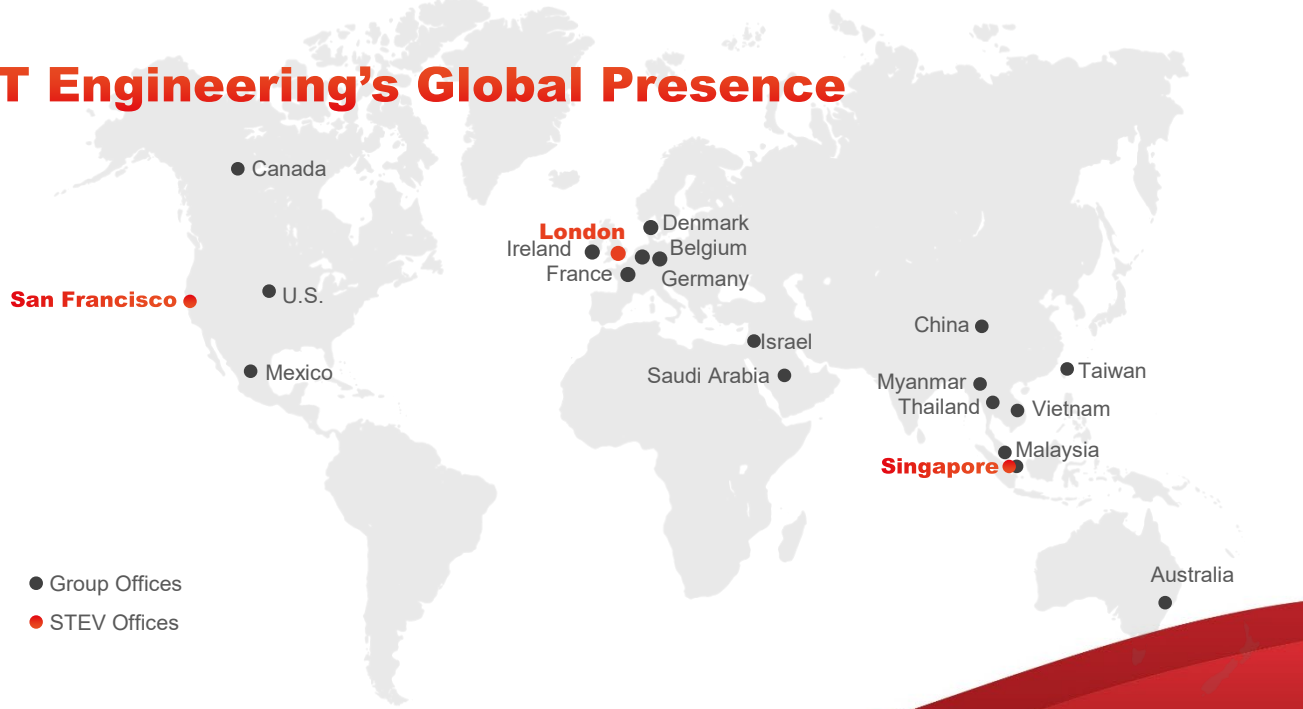 T Engineering’s Global Presence
Canada
London
Denmark
Ireland
Belgium
France
Germany
San Francisco
U.S.
China
Israel
Mexico
Saudi Arabia
Taiwan
Myanmar
Thailand
Vietnam
Malaysia
Singapore
Australia
Group Offices
STEV Offices